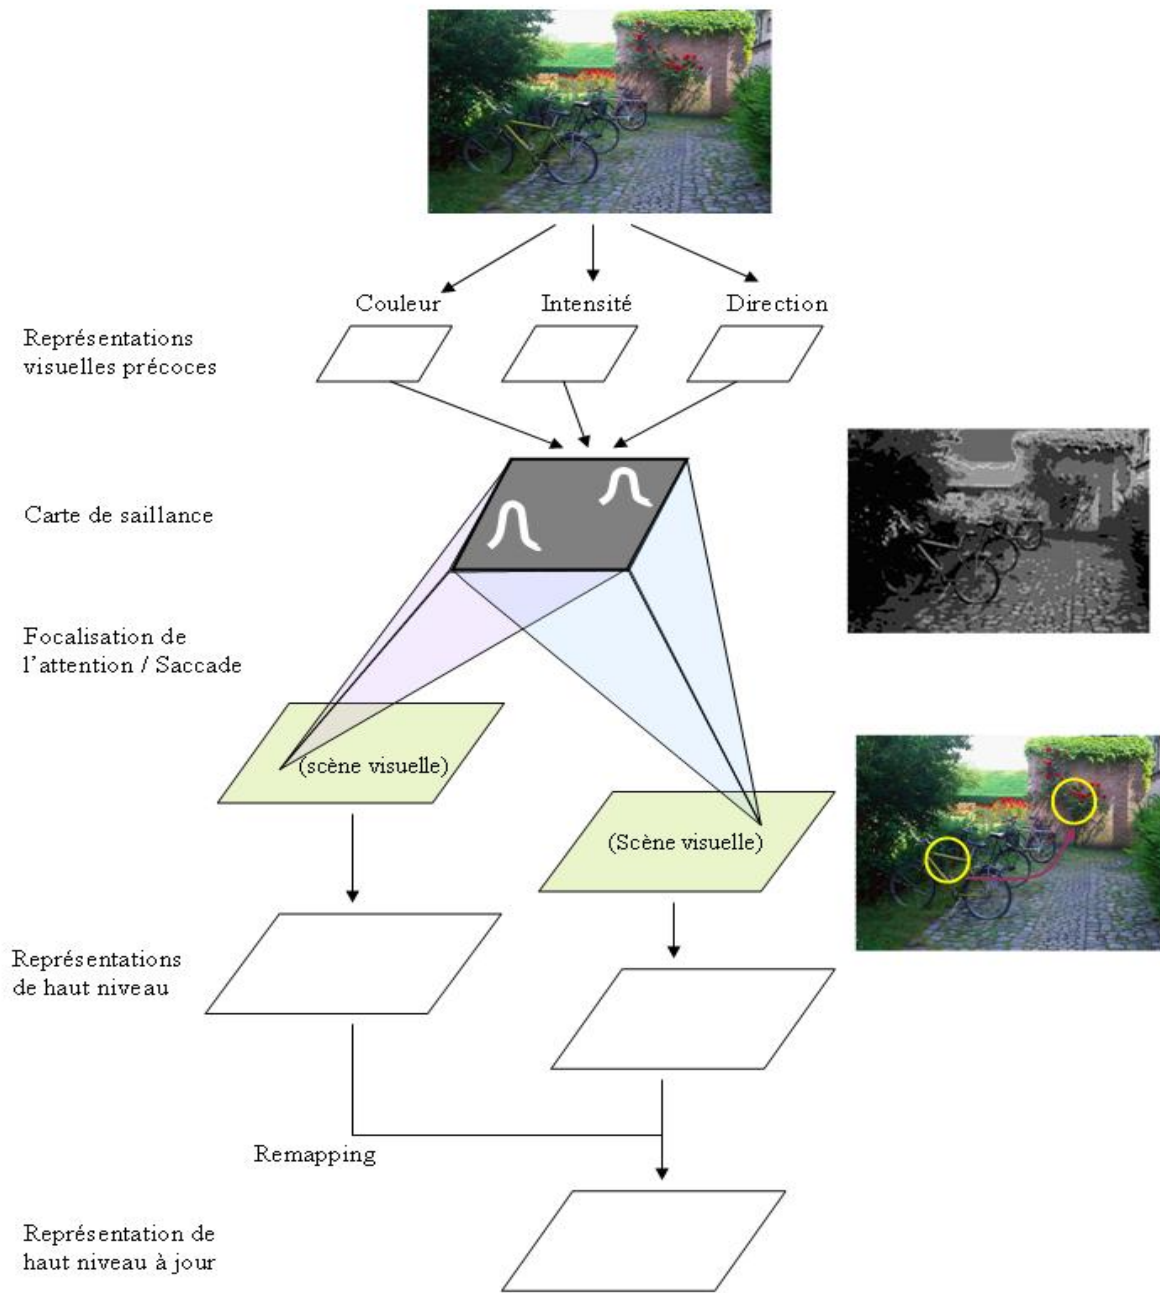 Couleur
Intensité
Direction
Représentations
visuelles précoces
Carte de saillance
Focalisation de
l'attention / Saccade
(scène visuelle)
(Scène visuelle)
Représentations
de haut niveau
Remapping
Représentation de
haut niveau à jour